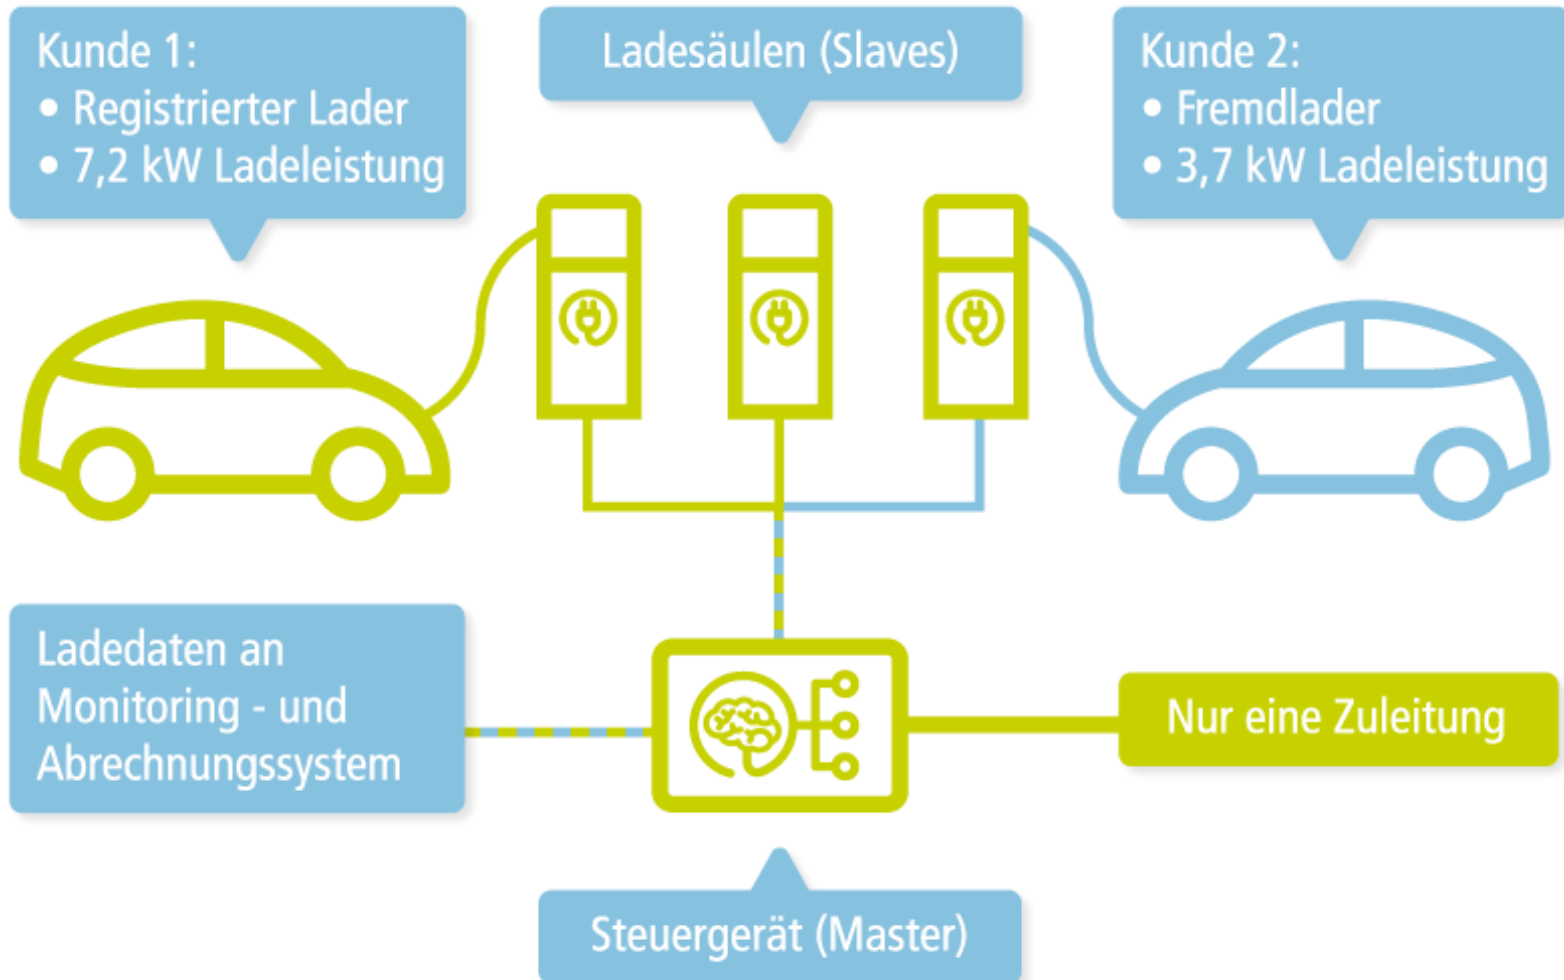 Kunde 1:
• Registrierter Lader
• 7,2 kW Ladeleistung
Ladesäulen (Slaves)
Kunde 2:
• Fremdlader
• 3,7 kW Ladeleistung
Ladedaten an
Monitoring - und
Abrechnungssystem
Nur eine Zuleitung
Steuergerät (Master)